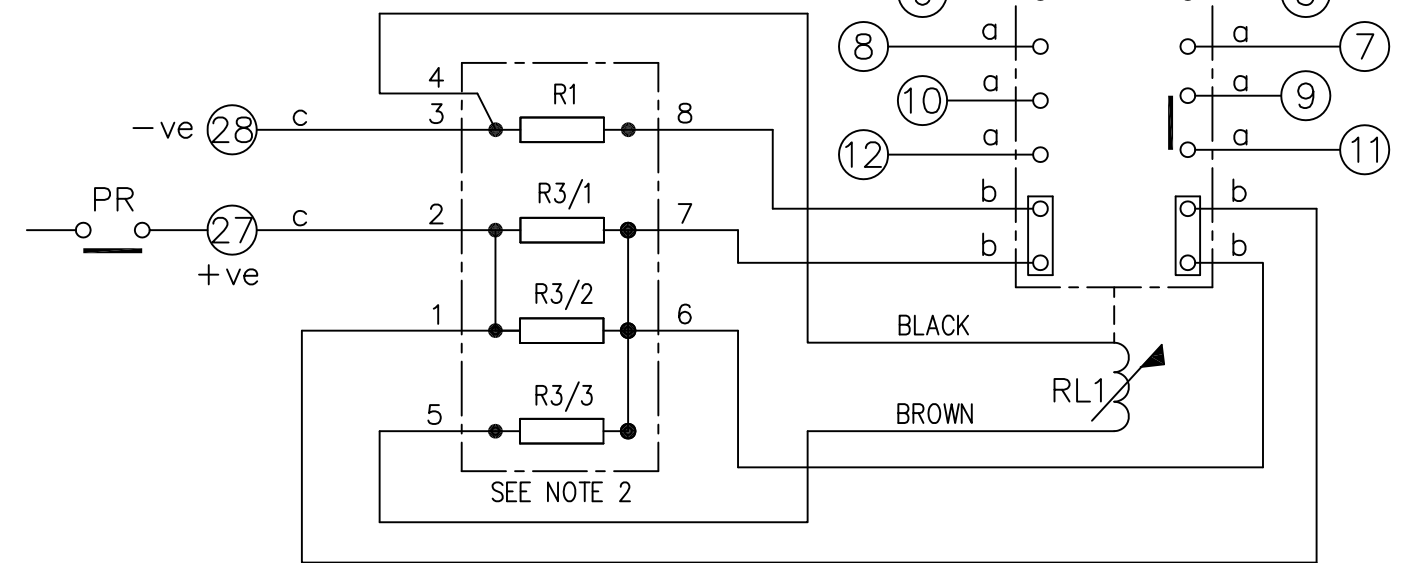 8 a a 7
4 R1 10 a a 9
-ve 28 c 3 8 12 a a 11
PR 27 c 2 R3/1 7 b b
+ve b b
1 R3/2 6 BLACK
RL1
5 R3/3 BROWN
SEE NOTE 2